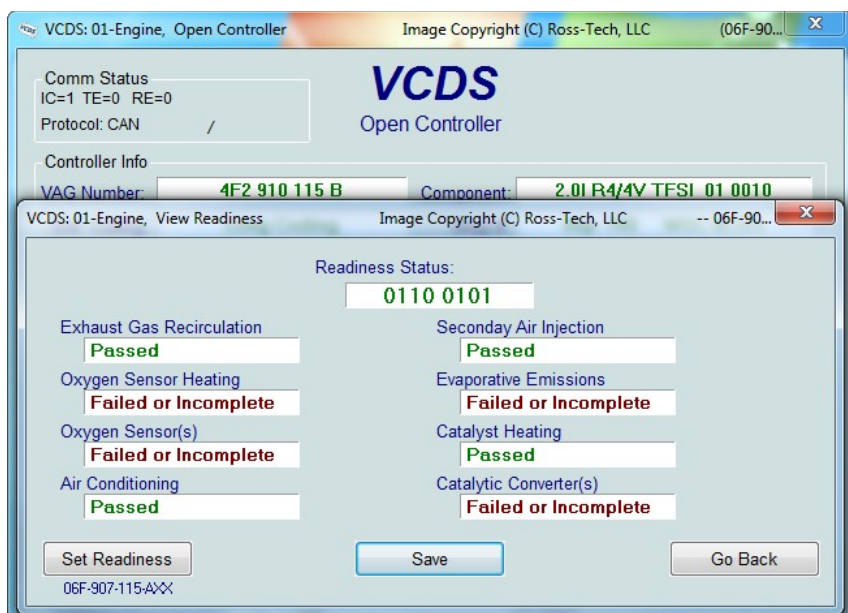 VCDS: 01-Engine, Open Controller Image Copyright (C) Ross-Tech, LLC (06F-90...
Comm Status
IC=1 TE=0 RE=0
Protocol: CAN /
VCDS
Open Controller
Controller Info
VAG Number: 4F2 910 115 B Component: 2.0l R4/4V TFSI 01 0010
VCDS: 01-Engine, View Readiness Image Copyright (C) Ross-Tech, LLC -- 06F-90...
Readiness Status:
0110 0101
Exhaust Gas Recirculation
Passed
Seconday Air Injection
Passed
Oxygen Sensor Heating
Failed or Incomplete
Evaporative Emissions
Failed or Incomplete
Oxygen Sensor(s)
Failed or Incomplete
Catalyst Heating
Passed
Air Conditioning
Passed
Catalytic Converter(s)
Failed or Incomplete
Set Readiness Save Go Back
06F-907-115-AXX